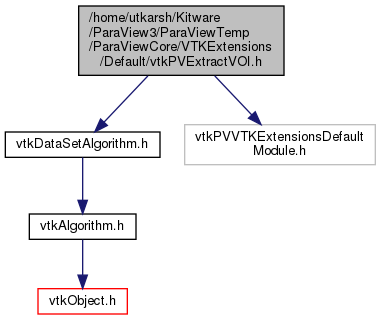 /home/utkarsh/Kitware
/ParaView3/ParaViewTemp
/ParaViewCore/VTKExtensions
/Default/vtkPVExtractVOI.h
vtkDataSetAlgorithm.h
vtkPVVTKExtensionsDefault
Module.h
vtkAlgorithm.h
vtkObject.h